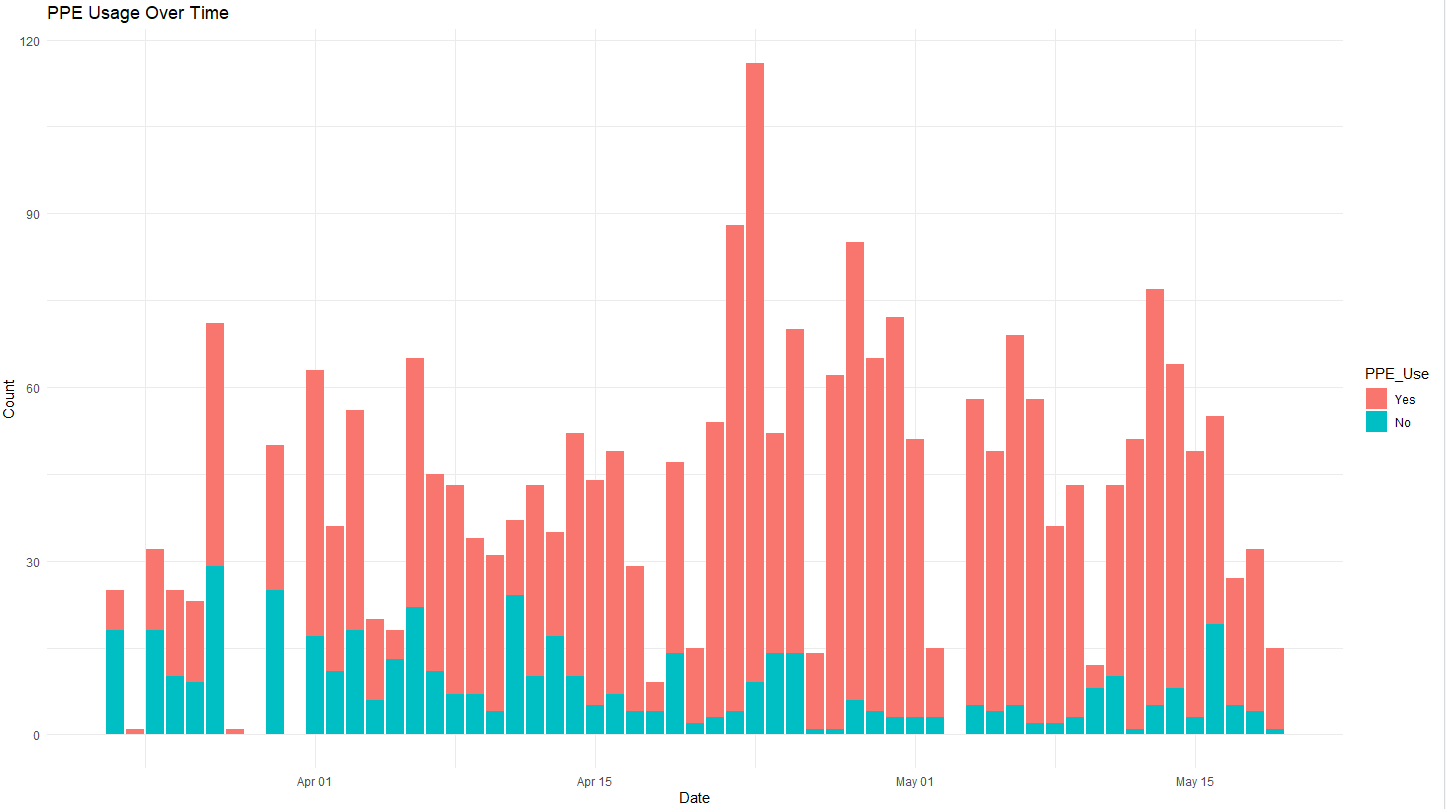 PPE Usage Over Time
120
90
60
30
0
Count
Apr 01
Apr 15
May 01
May 15
Date
PPE_Use
Yes
No